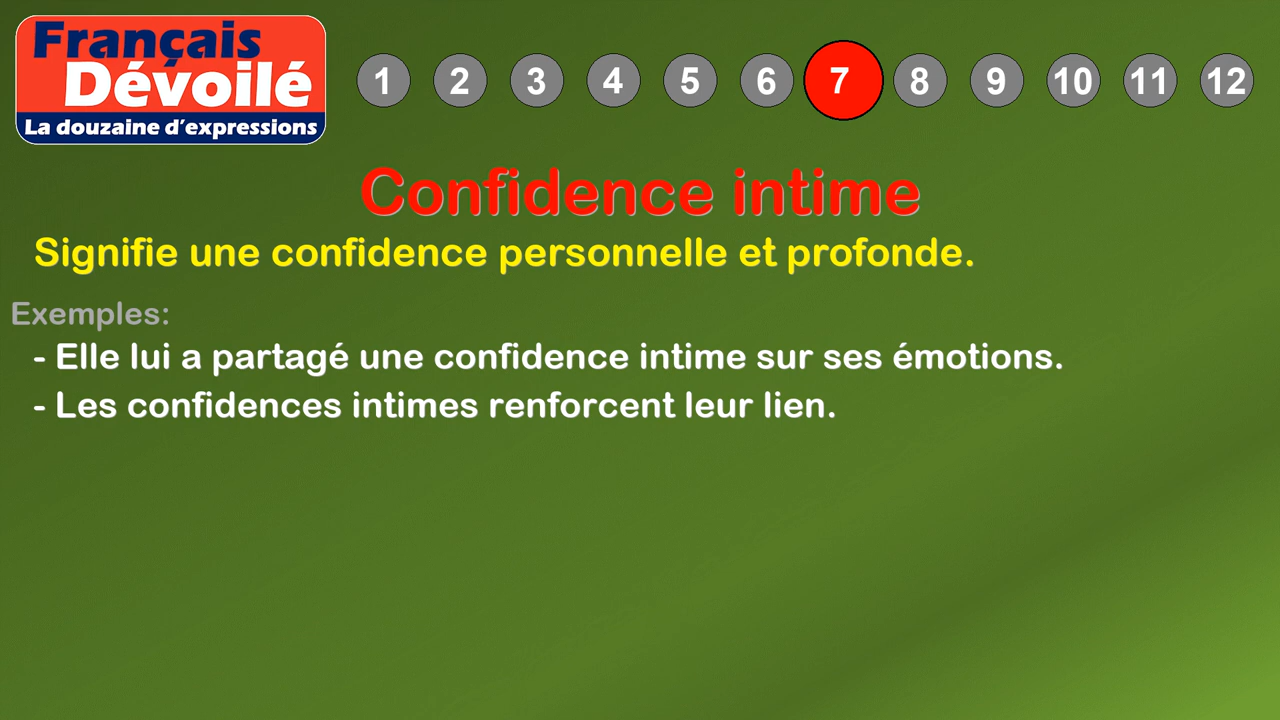 Français
Dévoilé
La douzaine d'expressions
1 2 3 4 5 6 7 8 9 10 11 12
Confidence intime
Signifie une confidence personnelle et profonde.
Exemples:
- Elle lui a partagé une confidence intime sur ses émotions.
- Les confidences intimes renforcent leur lien.